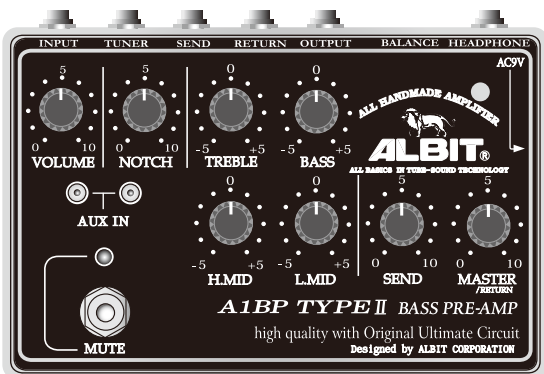 INPUT TUNER SEND RETURN OUTPUT BALANCE HEADPHONE
AC9V
5 5 0 0
0 10 0 10 -5 +5 -5 +5
VOLUME NOTCH TREBLE BASS
ALL HANDMADE AMPLIFIER
ALBIT®
ALL BASICS IN TUBE-SOUND TECHNOLOGY
AUX IN
0 0 5 5
-5 +5 -5 +5 0 10 0 10
H.MID L.MID SEND MASTER
/RETURN
MUTE
A1BP TYPE II BASS PRE-AMP
high quality with Original Ultimate Circuit
Designed by ALBIT CORPORATION